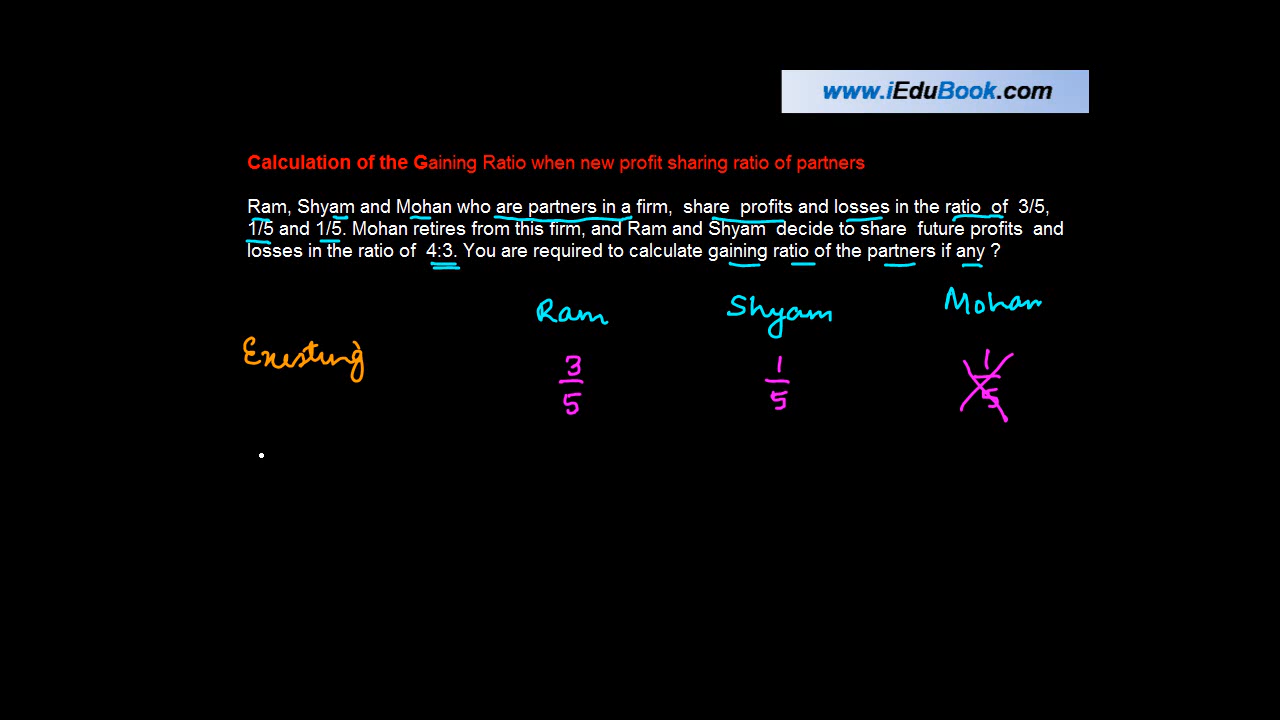 www.iEduBook.com
Calculation of the Gaining Ratio when new profit sharing ratio of partners
Ram, Shyam and Mohan who are partners in a firm, share profits and losses in the ratio of 3/5,
1/5 and 1/5. Mohan retires from this firm, and Ram and Shyam decide to share future profits and
losses in the ratio of 4:3. You are required to calculate gaining ratio of the partners if any ?
Ram Shyam Mohan
Existing 3/5 1/5 1/5